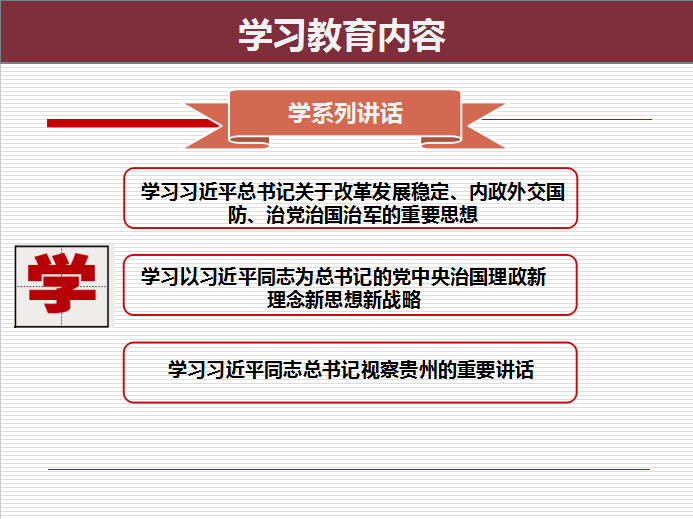 学习教育内容
学系列讲话
学习习近平总书记关于改革发展稳定、内政外交国
防、治党治国治军的重要思想
学
学习以习近平同志为总书记的党中央治国理政新
理念新思想新战略
学习习近平同志总书记视察贵州的重要讲话